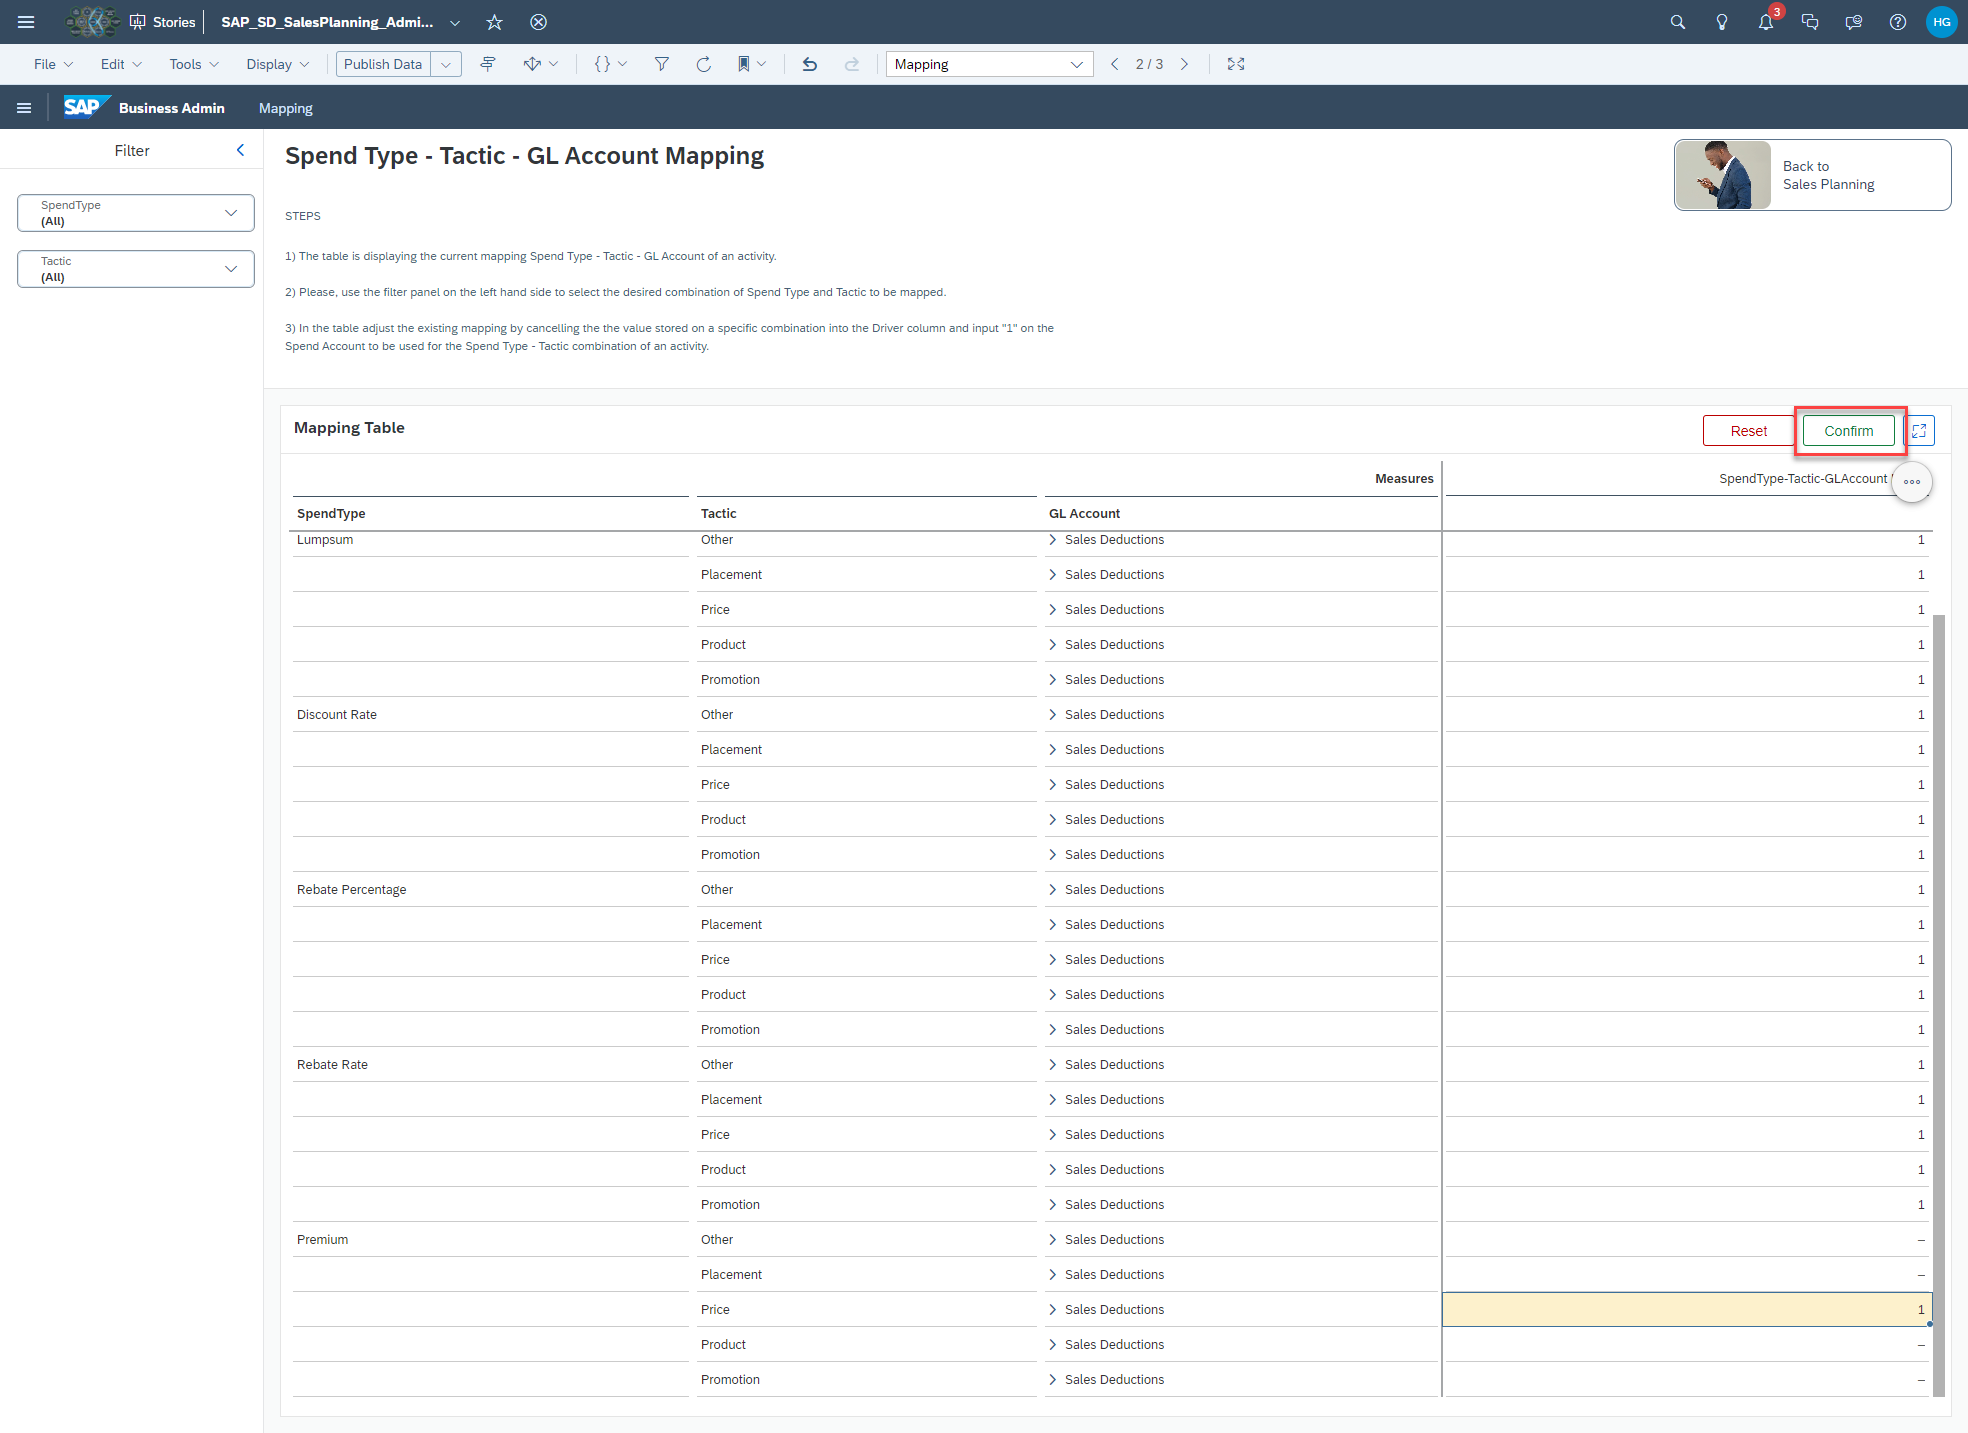 Stories SAP_SD_SalesPlanning_Admi... 3 HG
File Edit Tools Display Publish Data {} Mapping 2 / 3
SAP Business Admin Mapping
Filter
SpendType
(All)
Tactic
(All)
Spend Type - Tactic - GL Account Mapping
Back to
Sales Planning
STEPS
1) The table is displaying the current mapping Spend Type - Tactic - GL Account of an activity.
2) Please, use the filter panel on the left hand side to select the desired combination of Spend Type and Tactic to be mapped.
3) In the table adjust the existing mapping by cancelling the the value stored on a specific combination into the Driver column and input "1" on the
Spend Account to be used for the Spend Type - Tactic combination of an activity.
Mapping Table Reset Confirm
Measures SpendType-Tactic-GLAccount
SpendType Tactic GL Account
Lumpsum Other Sales Deductions 1
Placement Sales Deductions 1
Price Sales Deductions 1
Product Sales Deductions 1
Promotion Sales Deductions 1
Discount Rate Other Sales Deductions 1
Placement Sales Deductions 1
Price Sales Deductions 1
Product Sales Deductions 1
Promotion Sales Deductions 1
Rebate Percentage Other Sales Deductions 1
Placement Sales Deductions 1
Price Sales Deductions 1
Product Sales Deductions 1
Promotion Sales Deductions 1
Rebate Rate Other Sales Deductions 1
Placement Sales Deductions 1
Price Sales Deductions 1
Product Sales Deductions 1
Promotion Sales Deductions 1
Premium Other Sales Deductions –
Placement Sales Deductions –
Price Sales Deductions 1
Product Sales Deductions –
Promotion Sales Deductions –